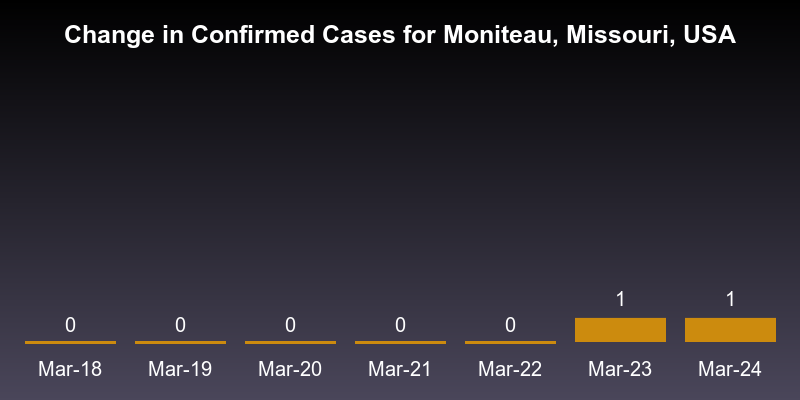 Change in Confirmed Cases for Moniteau, Missouri, USA
1 1
0 0 0 0 0
Mar-18 Mar-19 Mar-20 Mar-21 Mar-22 Mar-23 Mar-24